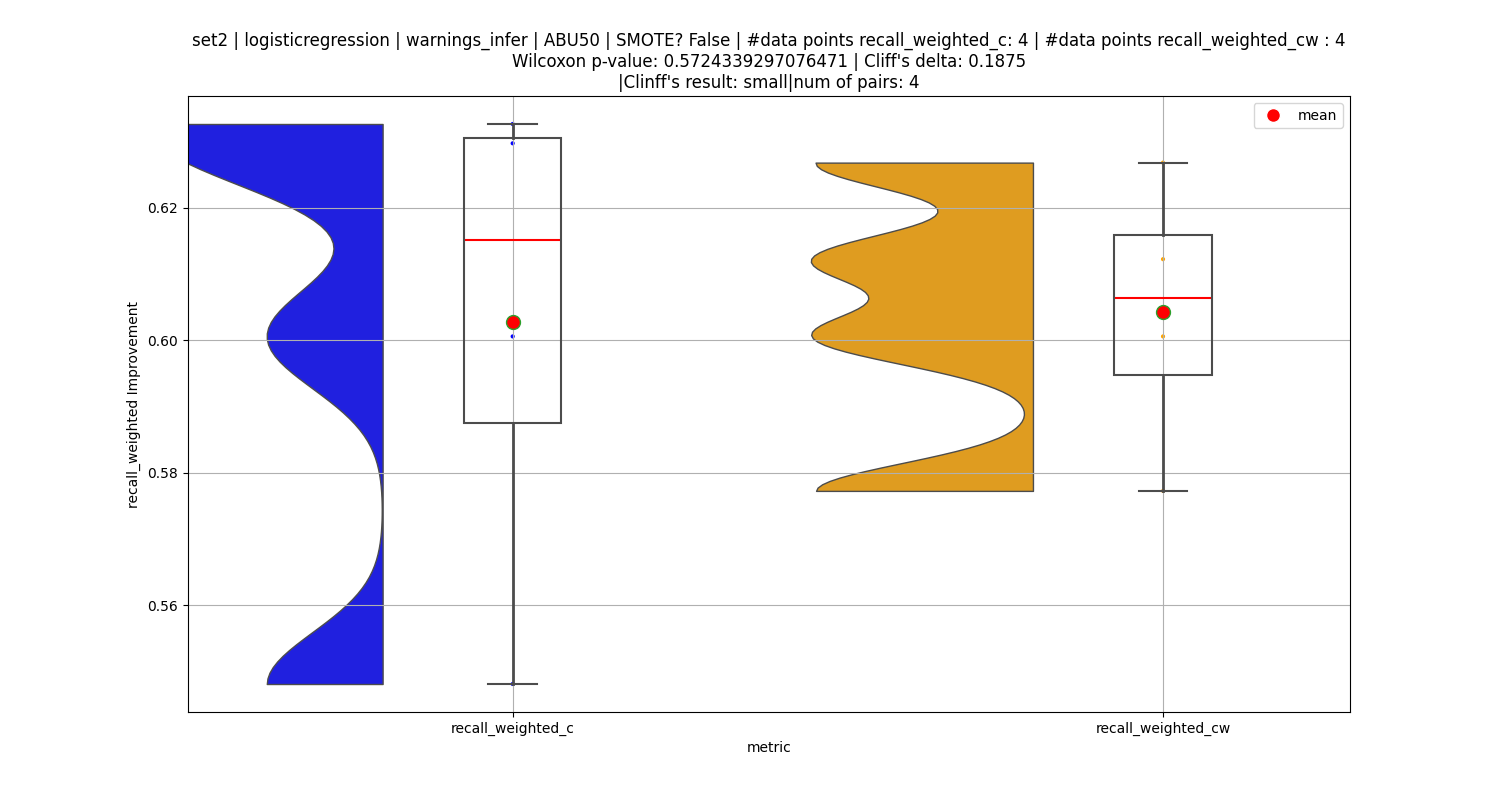 set2 | logisticregression | warnings_infer | ABU50 | SMOTE? False | #data points recall_weighted_c: 4 | #data points recall_weighted_cw : 4
Wilcoxon p-value: 0.5724339297076471 | Cliff's delta: 0.1875
|Clinff's result: small|num of pairs: 4
mean
0.62
0.60
0.58
0.56
recall_weighted Improvement
recall_weighted_c
recall_weighted_cw
metric